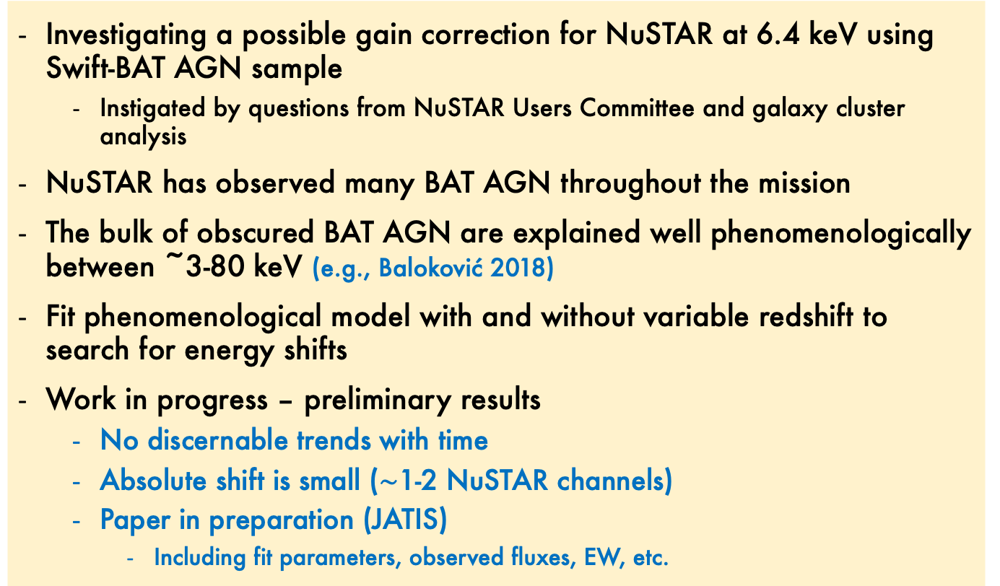 - Investigating a possible gain correction for NuSTAR at 6.4 keV using
Swift-BAT AGN sample
- Instigated by questions from NuSTAR Users Committee and galaxy cluster
analysis
- NuSTAR has observed many BAT AGN throughout the mission
- The bulk of obscured BAT AGN are explained well phenomenologically
between ~3-80 keV (e.g., Baloković 2018)
- Fit phenomenological model with and without variable redshift to
search for energy shifts
- Work in progress – preliminary results
- No discernable trends with time
- Absolute shift is small (~1-2 NuSTAR channels)
- Paper in preparation (JATIS)
- Including fit parameters, observed fluxes, EW, etc.